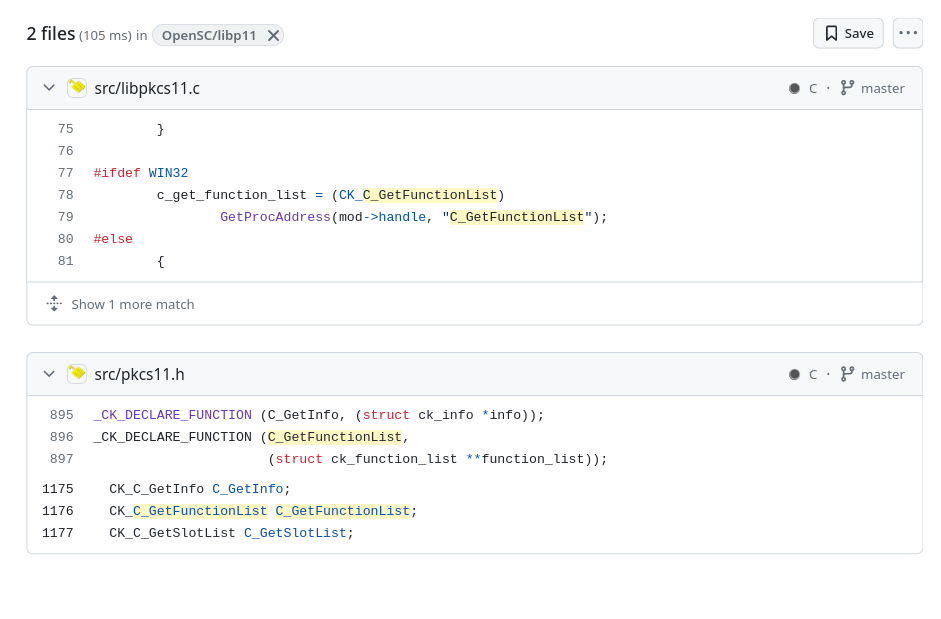 2 files (105 ms) in OpenSC/libp11
Save
src/libpkcs11.c
C · master
75 }
76
77 #ifdef WIN32
78 c_get_function_list = (CK_C_GetFunctionList)
79 GetProcAddress(mod->handle, "C_GetFunctionList");
80 #else
81 {
Show 1 more match
src/pkcs11.h
C · master
895 _CK_DECLARE_FUNCTION (C_GetInfo, (struct ck_info *info));
896 _CK_DECLARE_FUNCTION (C_GetFunctionList,
897 (struct ck_function_list **function_list));
1175 CK_C_GetInfo C_GetInfo;
1176 CK_C_GetFunctionList C_GetFunctionList;
1177 CK_C_GetSlotList C_GetSlotList;